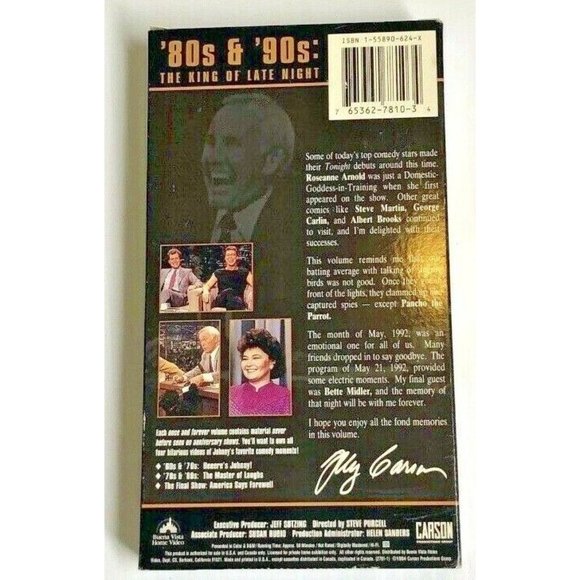 '80s & '90s:
THE KING OF LATE NIGHT
ISBN 1-55890-624-X
7 65362-7810-3 4
Some of today's top comedy stars made
their Tonight debuts around this time.
Roseanne Arnold was just a Domestic-
Goddess-in-Training when she first
appeared on the show. Other great
comics like Steve Martin, George
Carlin, and Albert Brooks continued
to visit, and I'm delighted with their
successes.
This volume reminds me that our
batting average with talking or singing
birds was not good. Once they got in
front of the lights, they clammed up like
captured spies — except Pancho the
Parrot.
The month of May, 1992, was an
emotional one for all of us. Many
friends dropped in to say goodbye. The
program of May 21, 1992, provided
some electric moments. My final guest
was Bette Midler, and the memory of
that night will be with me forever.
I hope you enjoy all the fond memories
in this volume.
Johnny Carson
Each once and forever volume contains material never
before seen on anniversary shows. You'll want to own all
four hilarious videos of Johnny's favorite comedy moments!
◆ '60s & '70s: Heeere's Johnny!
◆ '70s & '80s: The Master of Laughs
◆ The Final Show: America Says Farewell
Buena Vista
Home Video
Executive Producer: JEFF SOTZING Directed by STEVE PURCELL
Associate Producer: SUSAN RUBIO Production Administrator: HELEN SANDERS
CARSON